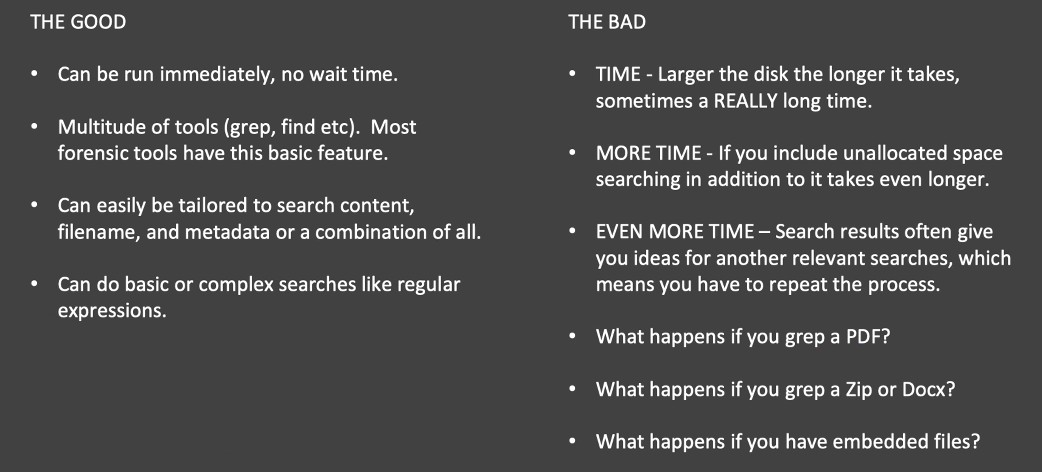 THE GOOD
• Can be run immediately, no wait time.
• Multitude of tools (grep, find etc).  Most
forensic tools have this basic feature.
• Can easily be tailored to search content,
filename, and metadata or a combination of all.
• Can do basic or complex searches like regular
expressions.
THE BAD
• TIME - Larger the disk the longer it takes,
sometimes a REALLY long time.
• MORE TIME - If you include unallocated space
searching in addition to it takes even longer.
• EVEN MORE TIME – Search results often give
you ideas for another relevant searches, which
means you have to repeat the process.
• What happens if you grep a PDF?
• What happens if you grep a Zip or Docx?
• What happens if you have embedded files?